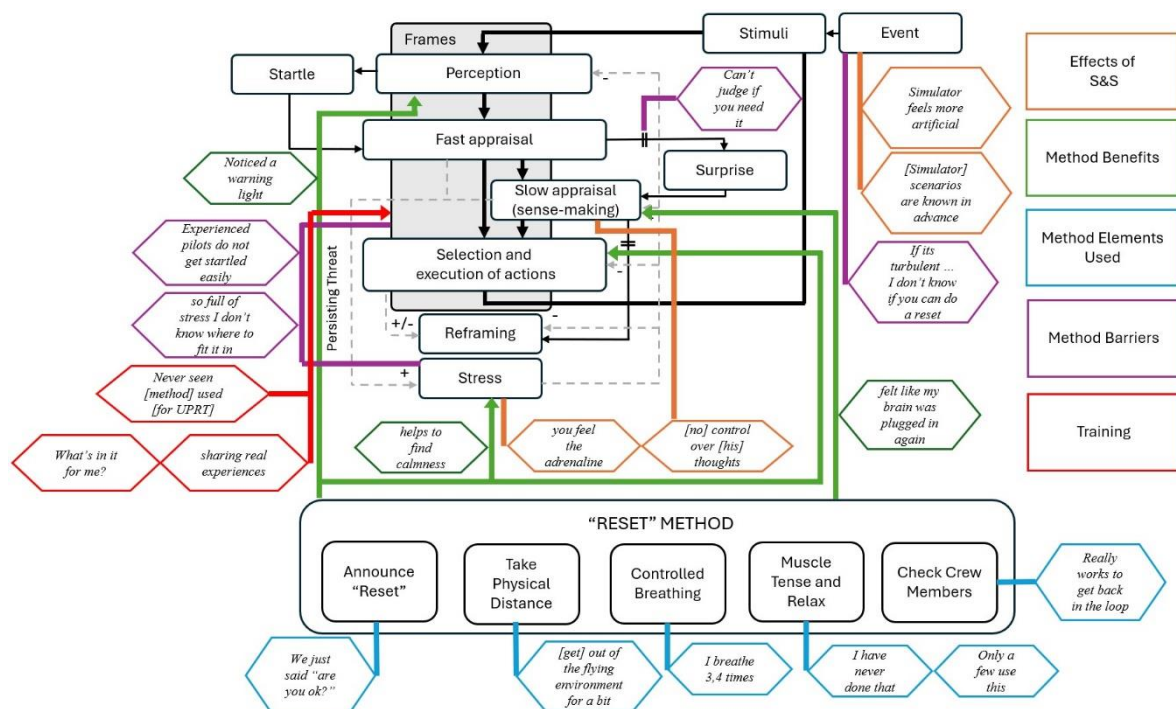 Frames
Stimuli
Event
Startle
Perception
-
Can't
judge if
you need
it
Simulator
feels more
artificial
Effects of
S&S
Fast appraisal
Noticed a
warning
light
Surprise
Method Benefits
Slow appraisal
(sense-making)
[Simulator]
scenarios
are known in
advance
Experienced
pilots do not
get startled
easily
Selection and
execution of actions
-
Method Elements
Used
If its
turbulent ...
I don't know
if you can do
a reset
so full of
stress I don't
know where to
fit it in
Persisting Threat
+/-
Reframing
-
Method Barriers
+
Stress
Never seen
[method] used
[for UPRT]
felt like my
brain was
plugged in
again
What's in it
for me?
sharing real
experiences
helps to
find
calmness
you feel
the
adrenaline
[no] control
over [his]
thoughts
Training
"RESET" METHOD
Announce
"Reset"
Take
Physical
Distance
Controlled
Breathing
Muscle
Tense and
Relax
Check Crew
Members
Really
works to
get back
in the loop
We just
said "are
you ok?"
[get] out of
the flying
environment
for a bit
I breathe
3,4 times
I have
never
done that
Only a
few use
this